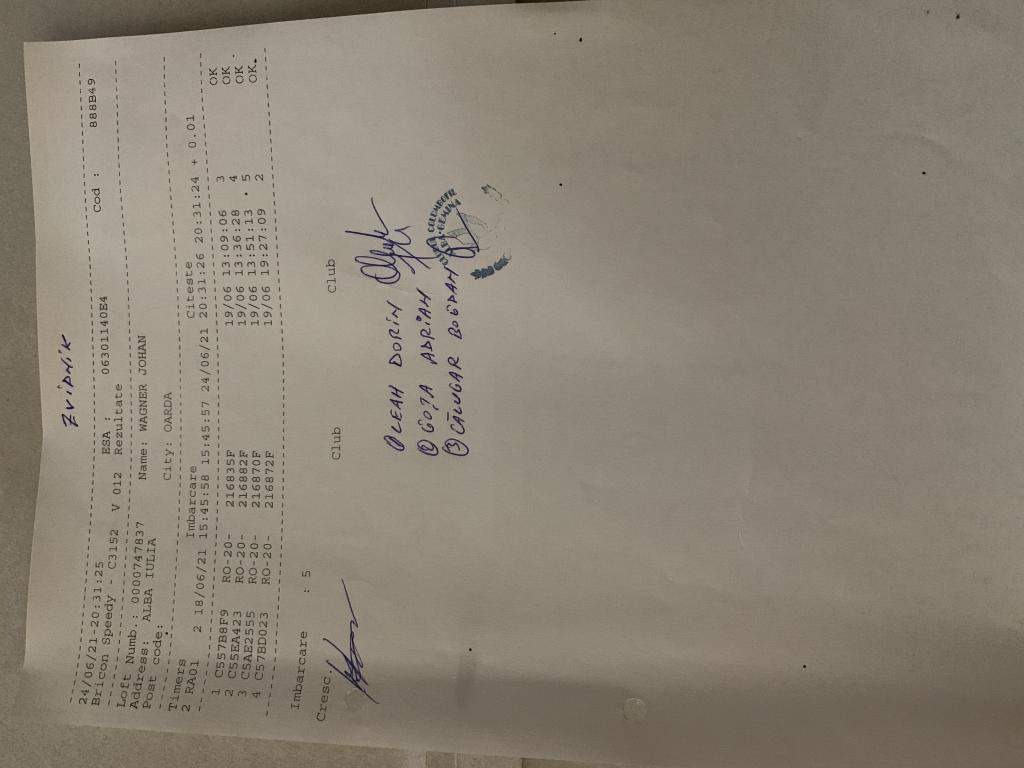 ZVIDNIK
24/06/21-20:31:25
Bricon Speedy - C3152 V 012 ESA : 06301140E4 Cod : 888B49
Rezultate
Loft Numb.: 0000747837 Name: WAGNER JOHAN
Address: ALBA IULIA
Post code: City: OARDA
Timers Imbarcare Citeste
2 RA01 2 18/06/21 15:45:58 15:45:57 24/06/21 20:31:26 20:31:24 + 0.01
1 C557B8F9 RO-20- 216835F 19/06 13:09:06 3 OK
2 C55EA423 RO-20- 216882F 19/06 13:36:28 4 OK
3 C5AE2555 RO-20- 216870F 19/06 13:51:13 5 OK
4 C57BD023 RO-20- 216872F 19/06 19:27:09 2 OK
Imbarcare : 5
Cresc. Club Club
① LEAH DORIN
② GOTA ADRIAN
③ CĂLUGAR BOGDAN